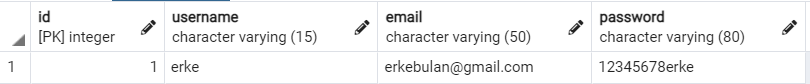 id username email password
[PK] integer character varying (15) character varying (50) character varying (80)
1 1 erke erkebulan@gmail.com 12345678erke